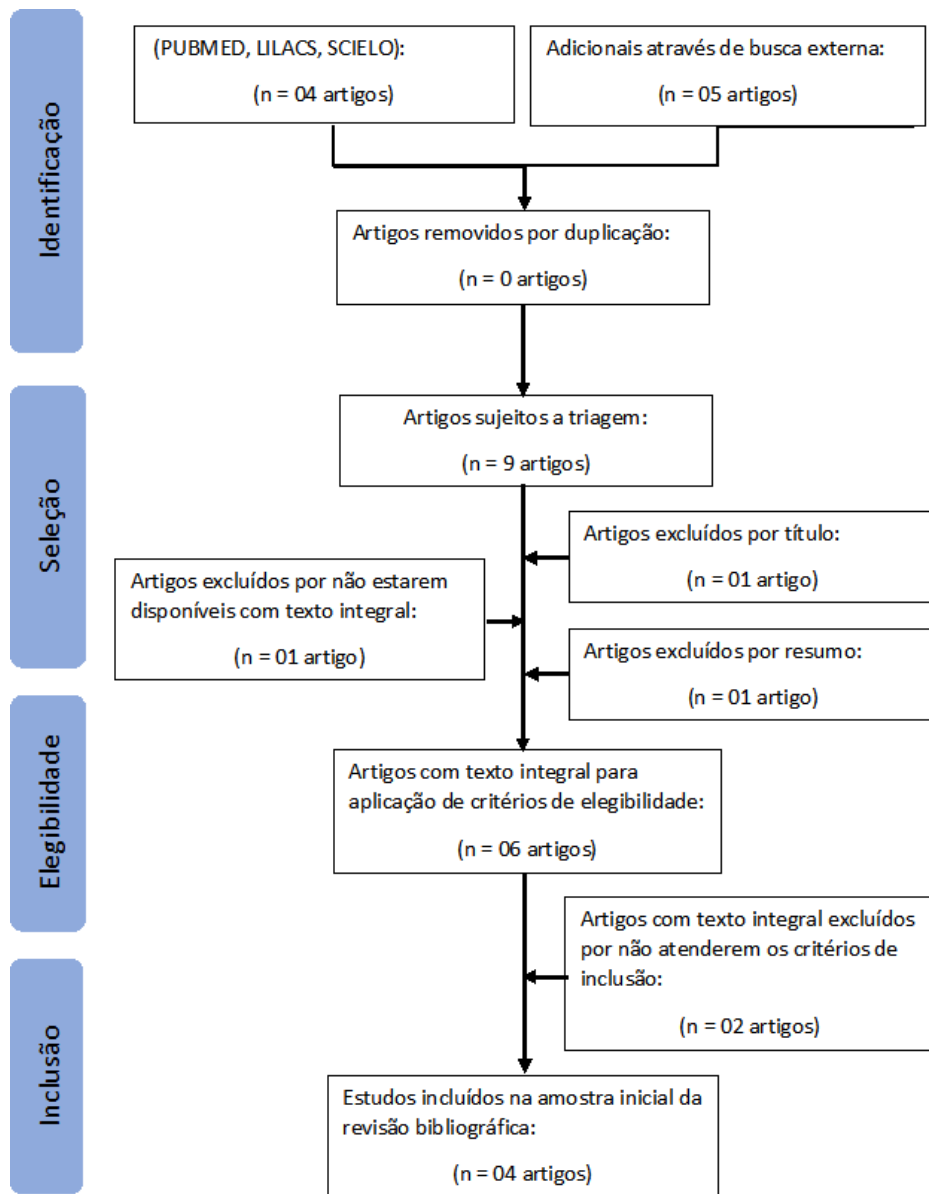 Identificação
(PUBMED, LILACS, SCIELO):
(n = 04 artigos)
Adicionais através de busca externa:
(n = 05 artigos)
Artigos removidos por duplicação:
(n = 0 artigos)
Seleção
Artigos sujeitos a triagem:
(n = 9 artigos)
Artigos excluídos por título:
(n = 01 artigo)
Artigos excluídos por não estarem
disponíveis com texto integral:
(n = 01 artigo)
Artigos excluídos por resumo:
(n = 01 artigo)
Elegibilidade
Artigos com texto integral para
aplicação de critérios de elegibilidade:
(n = 06 artigos)
Artigos com texto integral excluídos
por não atenderem os critérios de
inclusão:
(n = 02 artigos)
Inclusão
Estudos incluídos na amostra inicial da
revisão bibliográfica:
(n = 04 artigos)